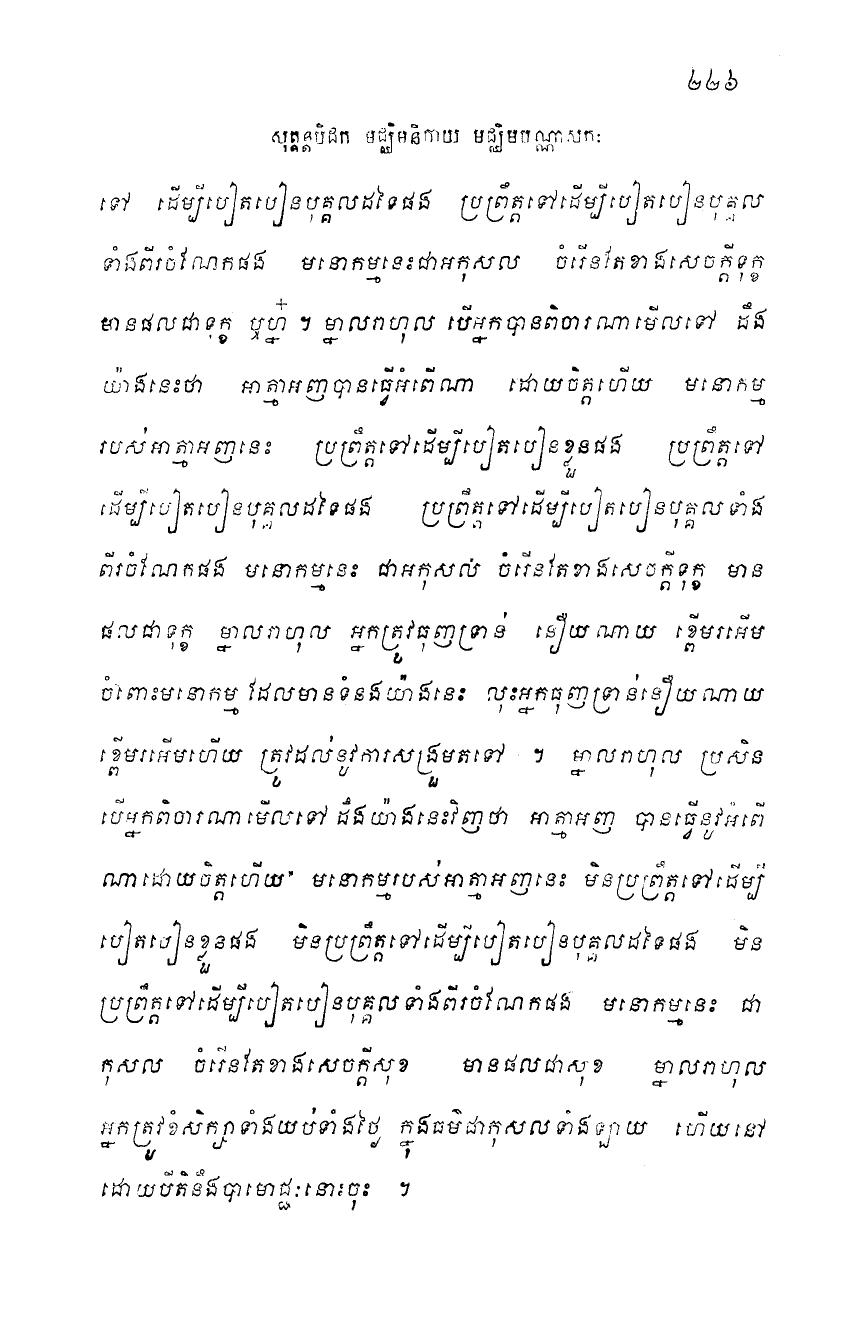 ២២៦
សុត្តន្តបិដក មជ្ឈិមនិកាយ មជ្ឈិមបណ្ណាសកៈ
ទៅ ដើម្បីបៀតបៀនបុគ្គលដទៃផង ប្រព្រឹត្តទៅដើម្បីបៀតបៀនបុគ្គល
ទាំងពីរចំណែកផង មនោកម្មនេះជាអកុសល ចំរើនតែខាងសេចក្តីទុក្ខ
មានផលជាទុក្ខ ឬហ្ន៎ ។ ម្នាលរាហុល បើអ្នកបានពិចារណាមើលទៅ ដឹង
យ៉ាងនេះថា អាត្មាអញបានធ្វើអំពើណា ដោយចិត្តហើយ មនោកម្ម
របស់អាត្មាអញនេះ ប្រព្រឹត្តទៅដើម្បីបៀតបៀនខ្លួនផង ប្រព្រឹត្តទៅ
ដើម្បីបៀតបៀនបុគ្គលដទៃផង ប្រព្រឹត្តទៅដើម្បីបៀតបៀនបុគ្គលទាំង
ពីរចំណែកផង មនោកម្មនេះ ជាអកុសល់ ចំរើនតែខាងសេចក្តីទុក្ខ មាន
ផលជាទុក្ខ ម្នាលរាហុល អ្នកត្រូវធុញទ្រាន់ នឿយណាយ ខ្ពើមរអើម
ចំពោះមនោកម្ម ដែលមានទំនងយ៉ាងនេះ លុះអ្នកធុញទ្រាន់នឿយណាយ
ខ្ពើមរអើមហើយ ត្រូវដល់នូវការសង្រួមតទៅ ។ ម្នាលរាហុល ប្រសិន
បើអ្នកពិចារណាមើលទៅ ដឹងយ៉ាងនេះវិញថា អាត្មាអញ បានធ្វើនូវអំពើ
ណាដោយចិត្តហើយ មនោកម្មរបស់អាត្មាអញនេះ មិនប្រព្រឹត្តទៅដើម្បី
បៀតបៀនខ្លួនផង មិនប្រព្រឹត្តទៅដើម្បីបៀតបៀនបុគ្គលដទៃផង មិន
ប្រព្រឹត្តទៅដើម្បីបៀតបៀនបុគ្គលទាំងពីរចំណែកផង មនោកម្មនេះ ជា
កុសល ចំរើនតែខាងសេចក្តីសុខ មានផលជាសុខ ម្នាលរាហុល
អ្នកត្រូវខំសិក្សាទាំងយប់ទាំងថ្ងៃ ក្នុងធម៌ជាកុសលទាំងឡាយ ហើយនៅ
ដោយបីតិនឹងបាមោជ្ជៈនោះចុះ ។